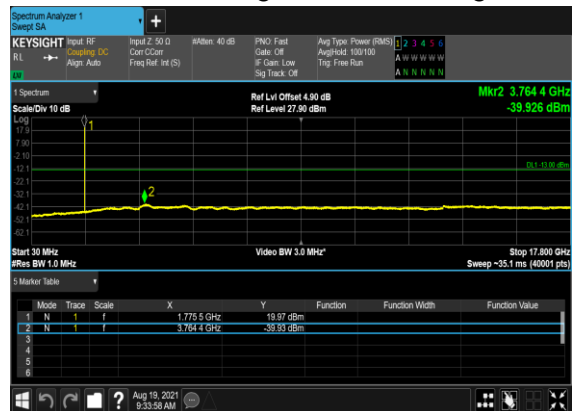 Spectrum Analyzer 1
Swept SA
KEYSIGHT Input: RF Input Z: 50 Ω #Atten: 40 dB PNO: Fast Avg Type: Power (RMS) 1 2 3 4 5 6
RL Coupling: DC Corr CCorr Gate: Off Avg|Hold: 100/100 A W W W W W
Align: Auto Freq Ref: Int (S) IF Gain: Low Trig: Free Run
Sig Track: Off A N N N N N
LW
1 Spectrum Ref Lvl Offset 4.90 dB Mkr2 3.764 4 GHz
Scale/Div 10 dB Ref Level 27.90 dBm -39.926 dBm
Log
17.9 1
7.90
-2.10
-12.1 DL1 -13.00 dBm
-22.1
-32.1 2
-42.1
-52.1
-62.1
Start 30 MHz Video BW 3.0 MHz* Stop 17.800 GHz
#Res BW 1.0 MHz Sweep ~35.1 ms (40001 pts)
5 Marker Table
Mode Trace Scale X Y Function Function Width Function Value
1 N 1 f 1.775 5 GHz 19.97 dBm
2 N 1 f 3.764 4 GHz -39.93 dBm
3
4
5
6
? Aug 19, 2021
9:33:58 AM